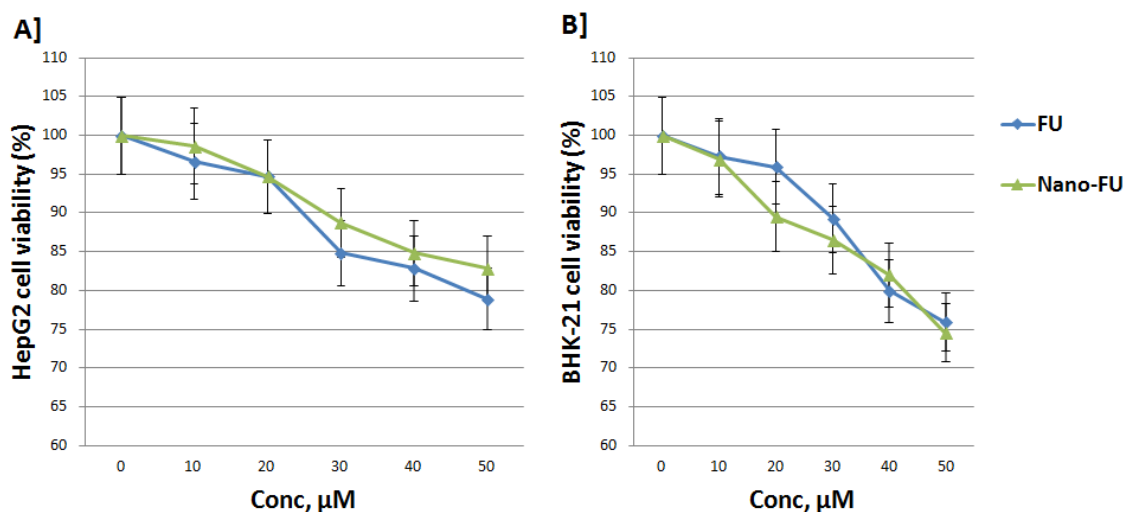 A]
HepG2 cell viability (%)
110
105
100
95
90
85
80
75
70
65
60
0 10 20 30 40 50
Conc, µM
B]
BHK-21 cell viability (%)
110
105
100
95
90
85
80
75
70
65
60
0 10 20 30 40 50
Conc, µM
FU
Nano-FU